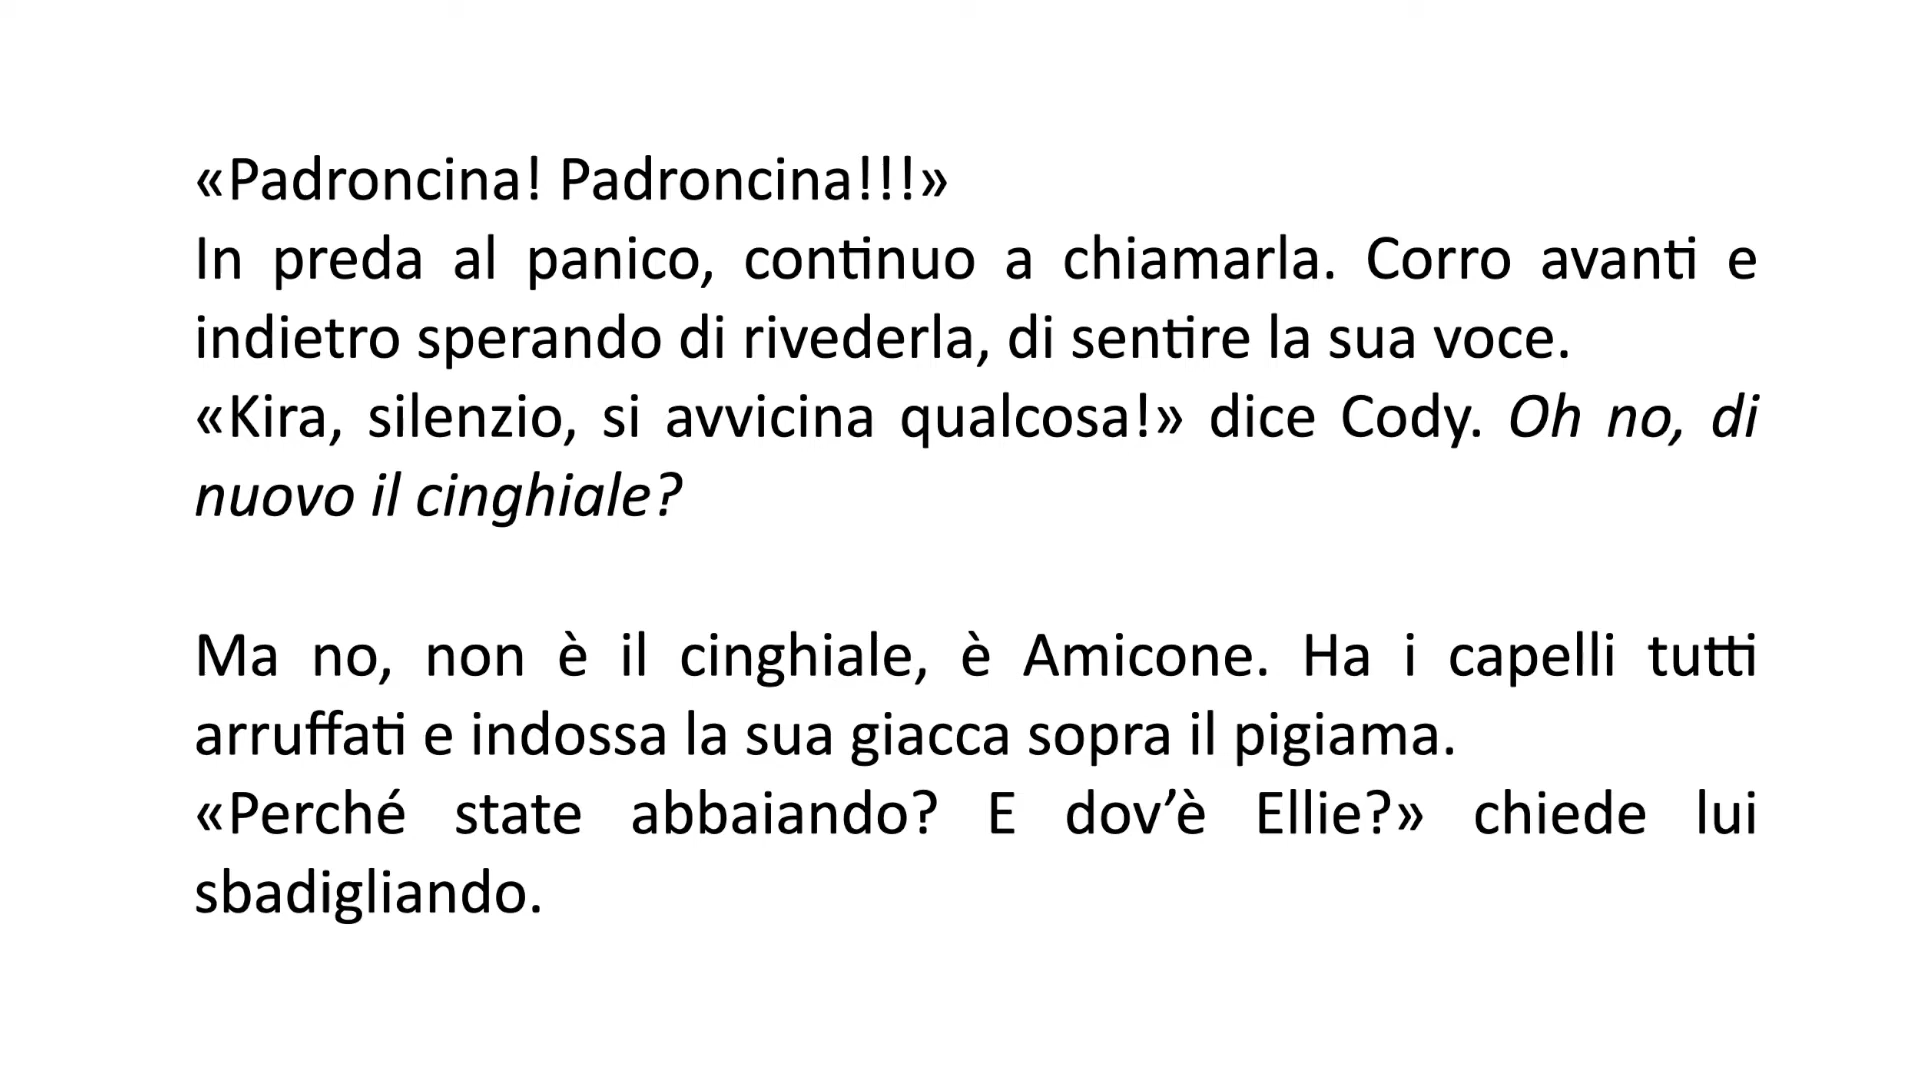 «Padroncina! Padroncina!!!»
In preda al panico, continuo a chiamarla. Corro avanti e
indietro sperando di rivederla, di sentire la sua voce.
«Kira, silenzio, si avvicina qualcosa!» dice Cody. Oh no, di
nuovo il cinghiale?
Ma no, non è il cinghiale, è Amicone. Ha i capelli tutti
arruffati e indossa la sua giacca sopra il pigiama.
«Perché state abbaiando? E dov’è Ellie?» chiede lui
sbadigliando.